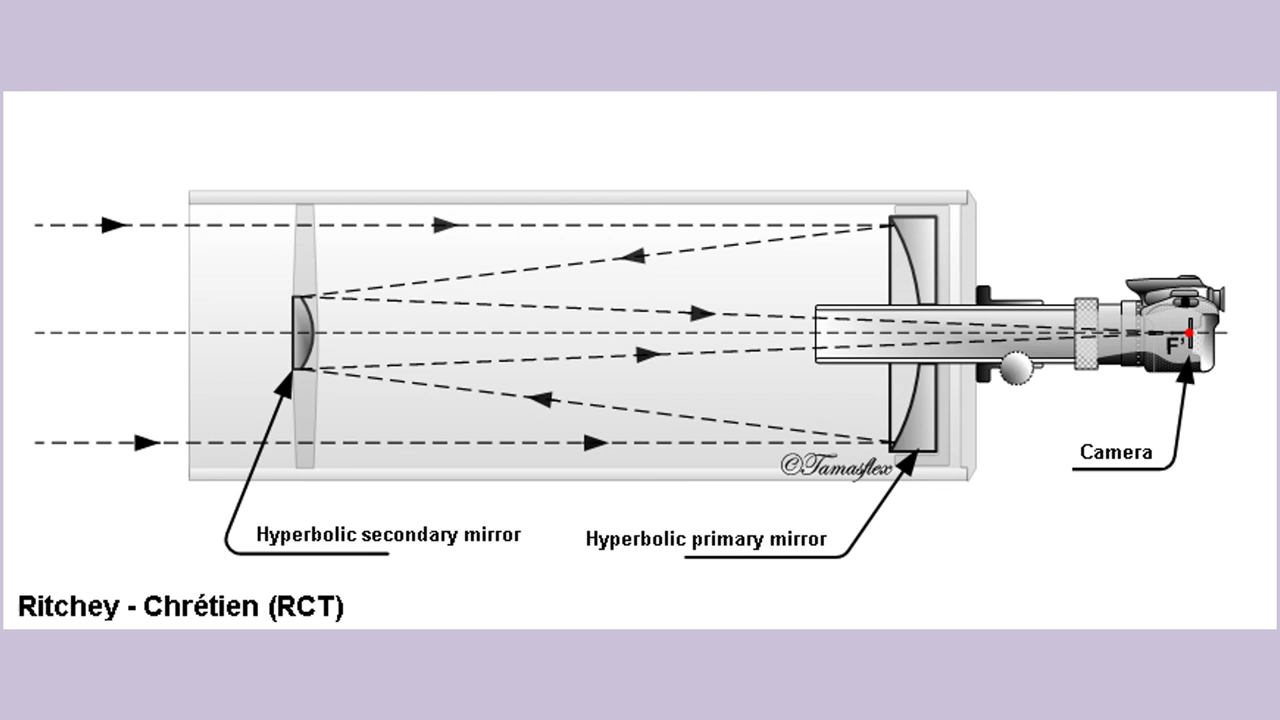 F'
Camera
©Tamasflex
Hyperbolic secondary mirror
Hyperbolic primary mirror
Ritchey - Chrétien (RCT)